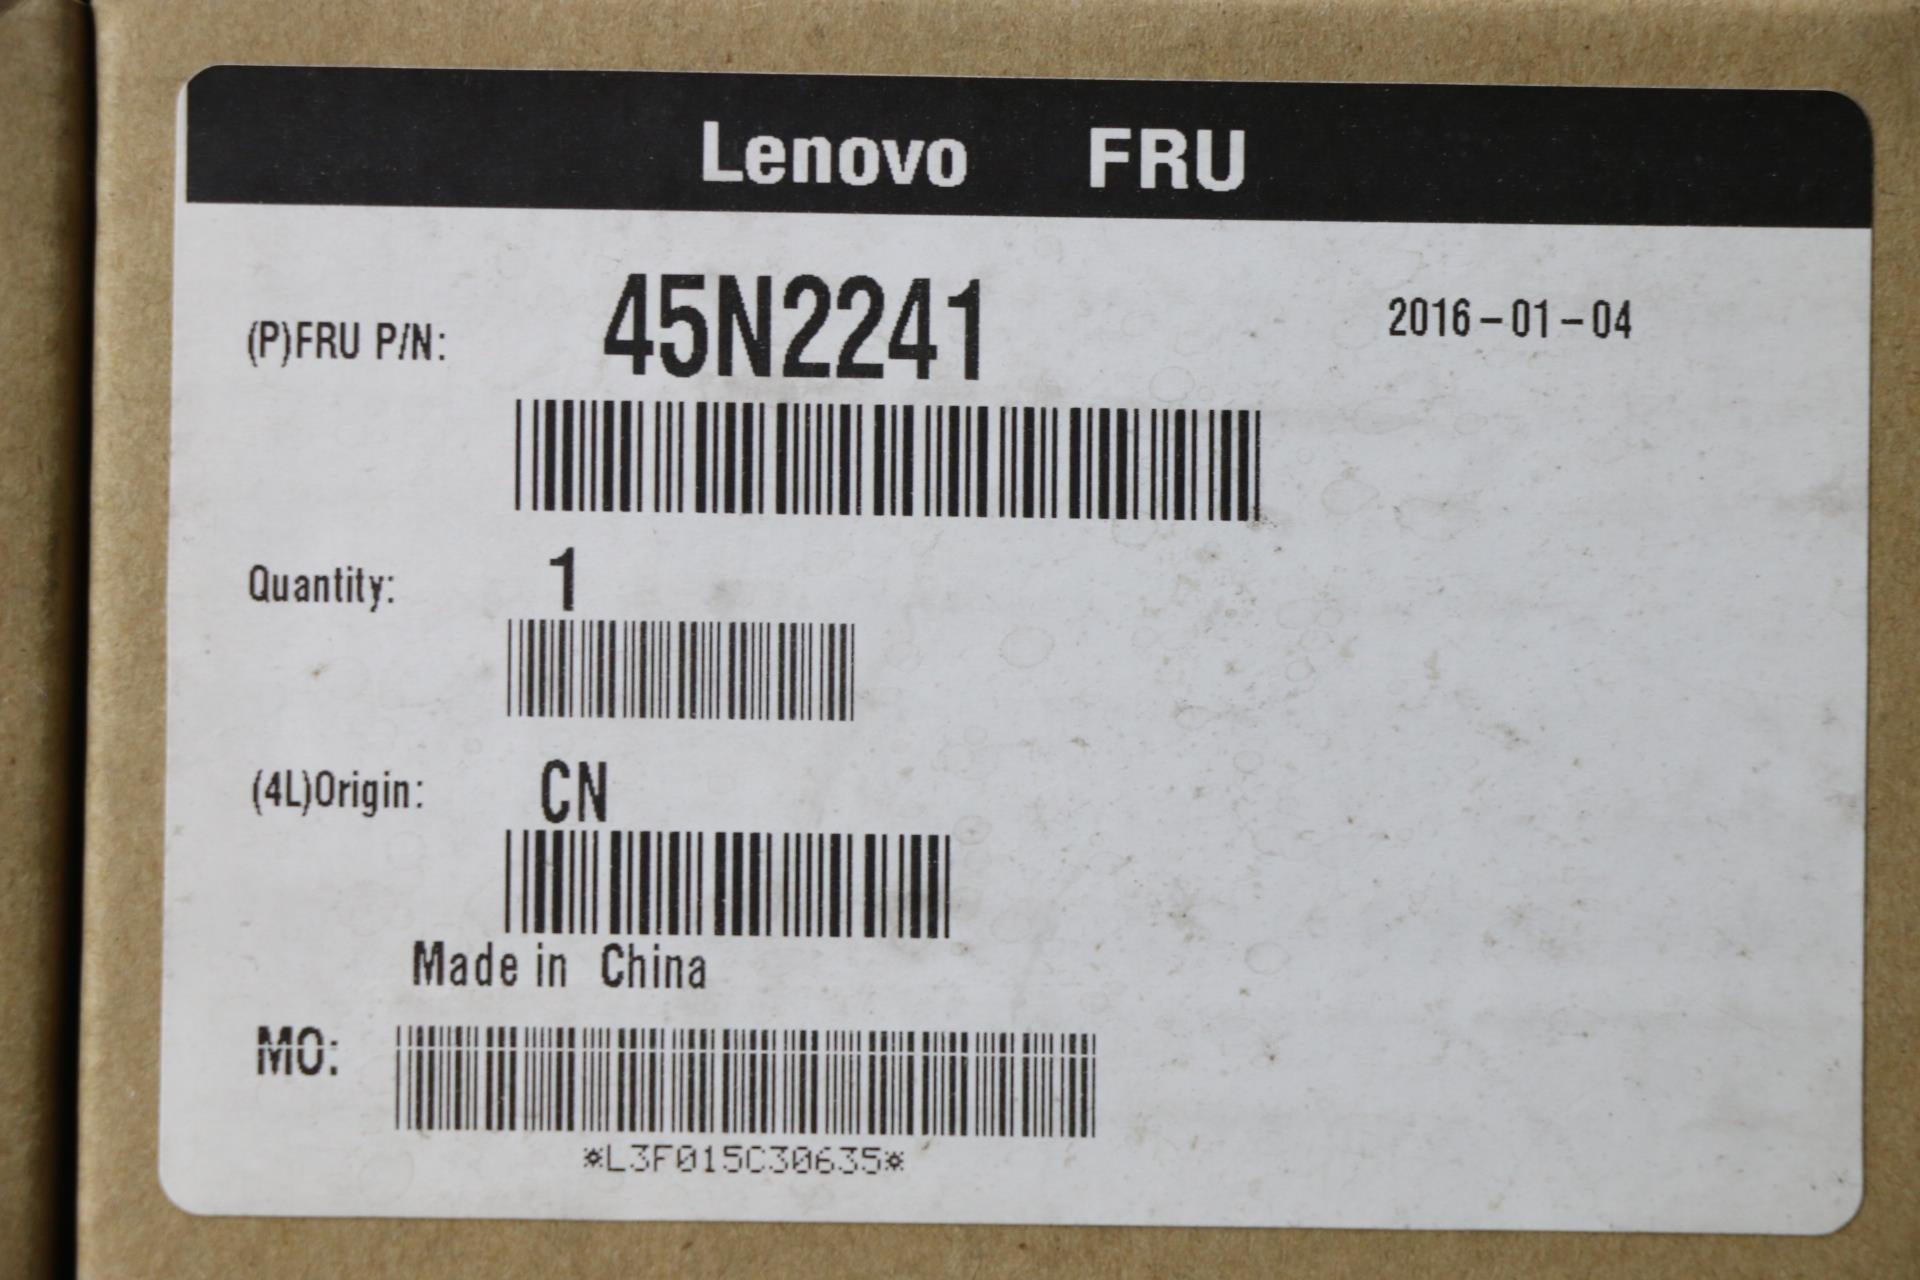 Lenovo FRU
(P)FRU P/N: 45N2241 2016-01-04
Quantity: 1
(4L)Origin: CN
Made in China
MO:
*L3F015C30635*